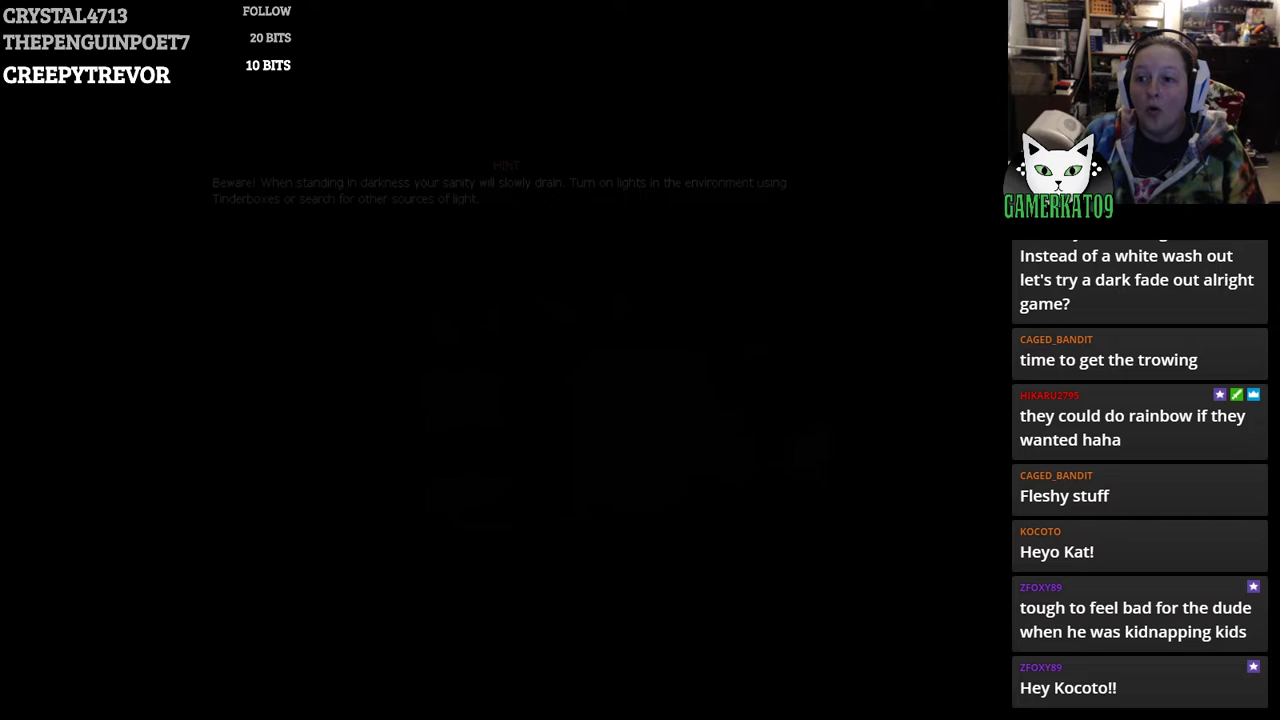 CRYSTAL4713 FOLLOW
THEPENGUINPOET7 20 BITS
CREEPYTREVOR 10 BITS
HINT
Beware! When standing in darkness your sanity will slowly drain. Turn on lights in the environment using
Tinderboxes or search for other sources of light.
GAMERKAT09
Instead of a white wash out
let's try a dark fade out alright
game?
CAGED_BANDIT
time to get the trowing
HIKARU2795
they could do rainbow if they
wanted haha
CAGED_BANDIT
Fleshy stuff
KOCOTO
Heyo Kat!
ZFOXY89
tough to feel bad for the dude
when he was kidnapping kids
ZFOXY89
Hey Kocoto!!